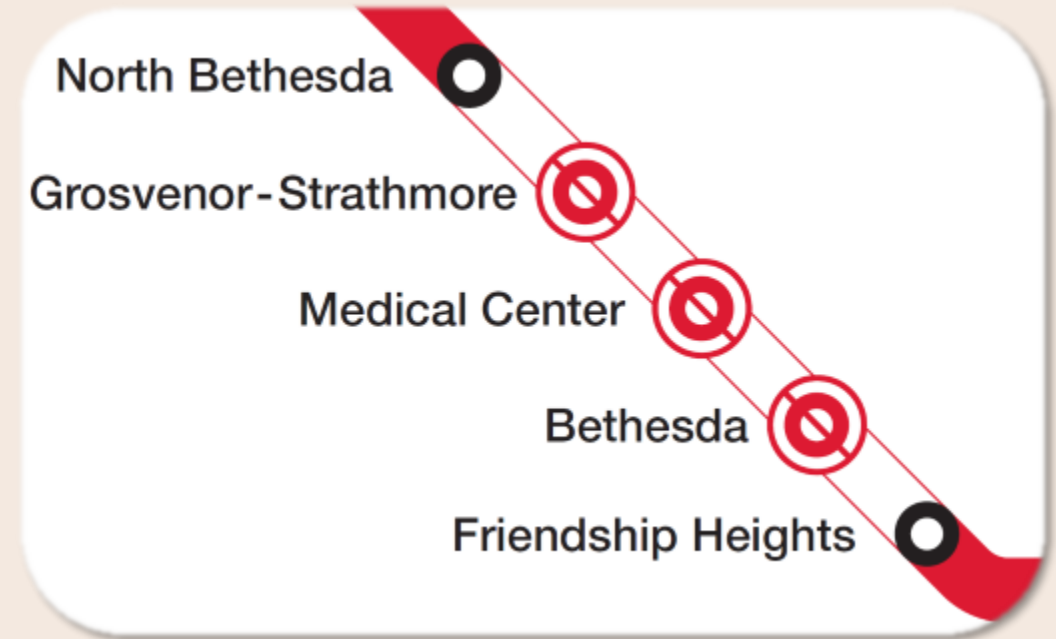 North Bethesda
Grosvenor-Strathmore
Medical Center
Bethesda
Friendship Heights